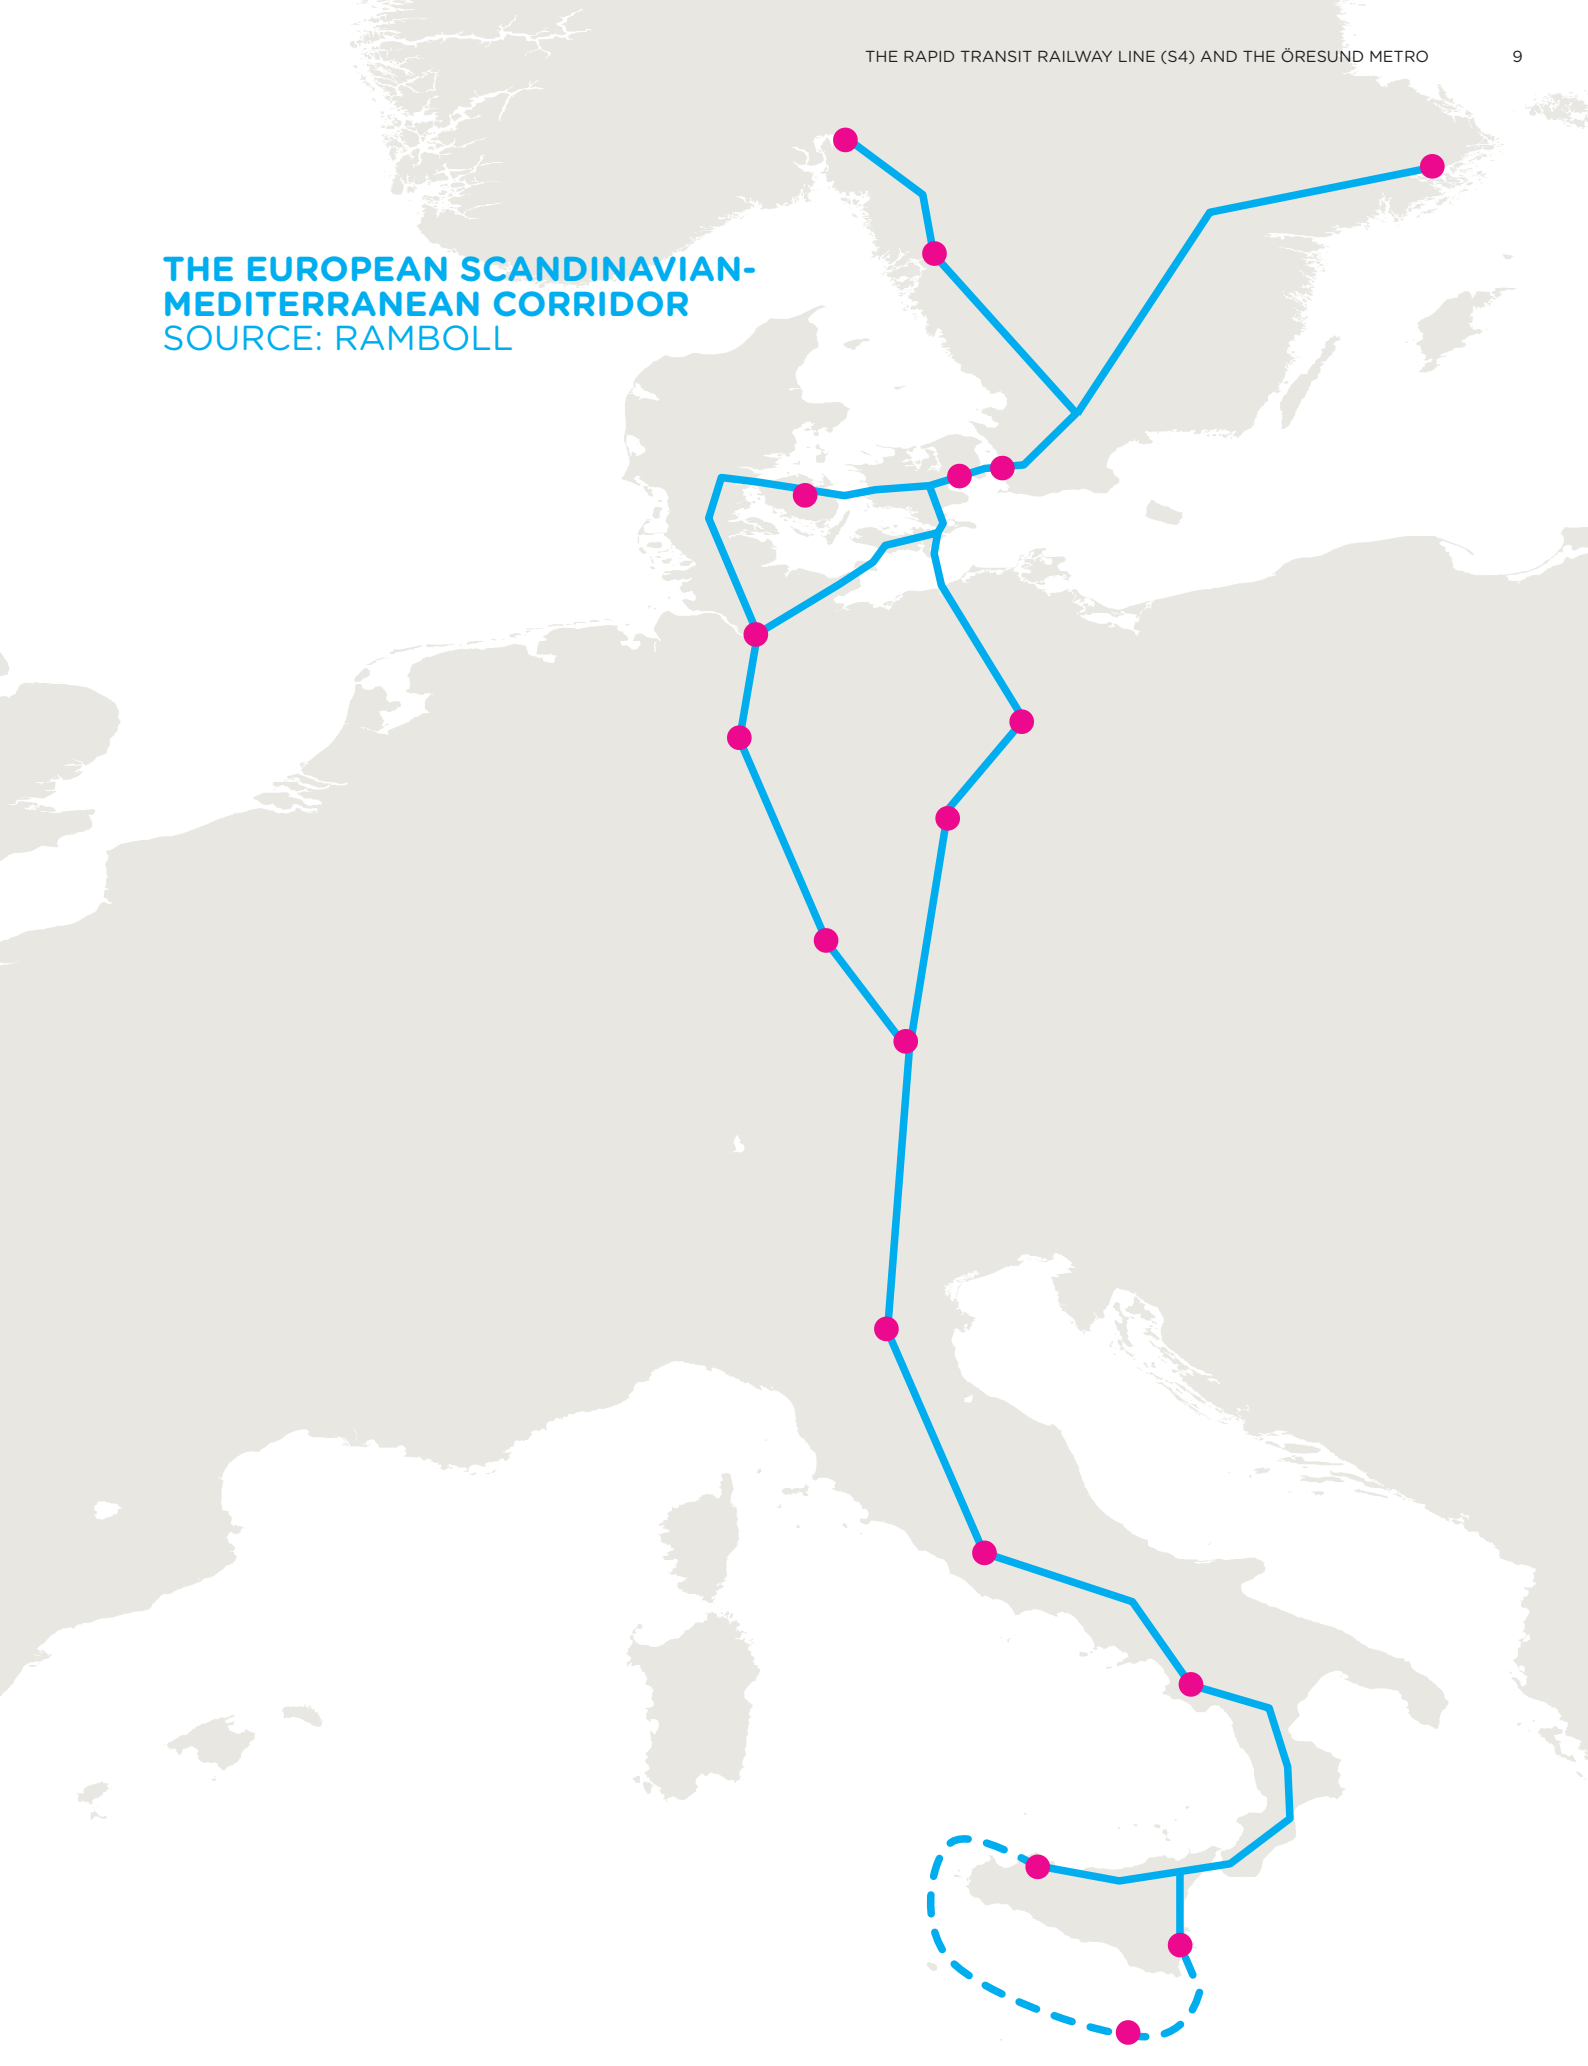 THE RAPID TRANSIT RAILWAY LINE (S4) AND THE ÖRESUND METRO 9
THE EUROPEAN SCANDINAVIAN-
MEDITERRANEAN CORRIDOR
SOURCE: RAMBOLL